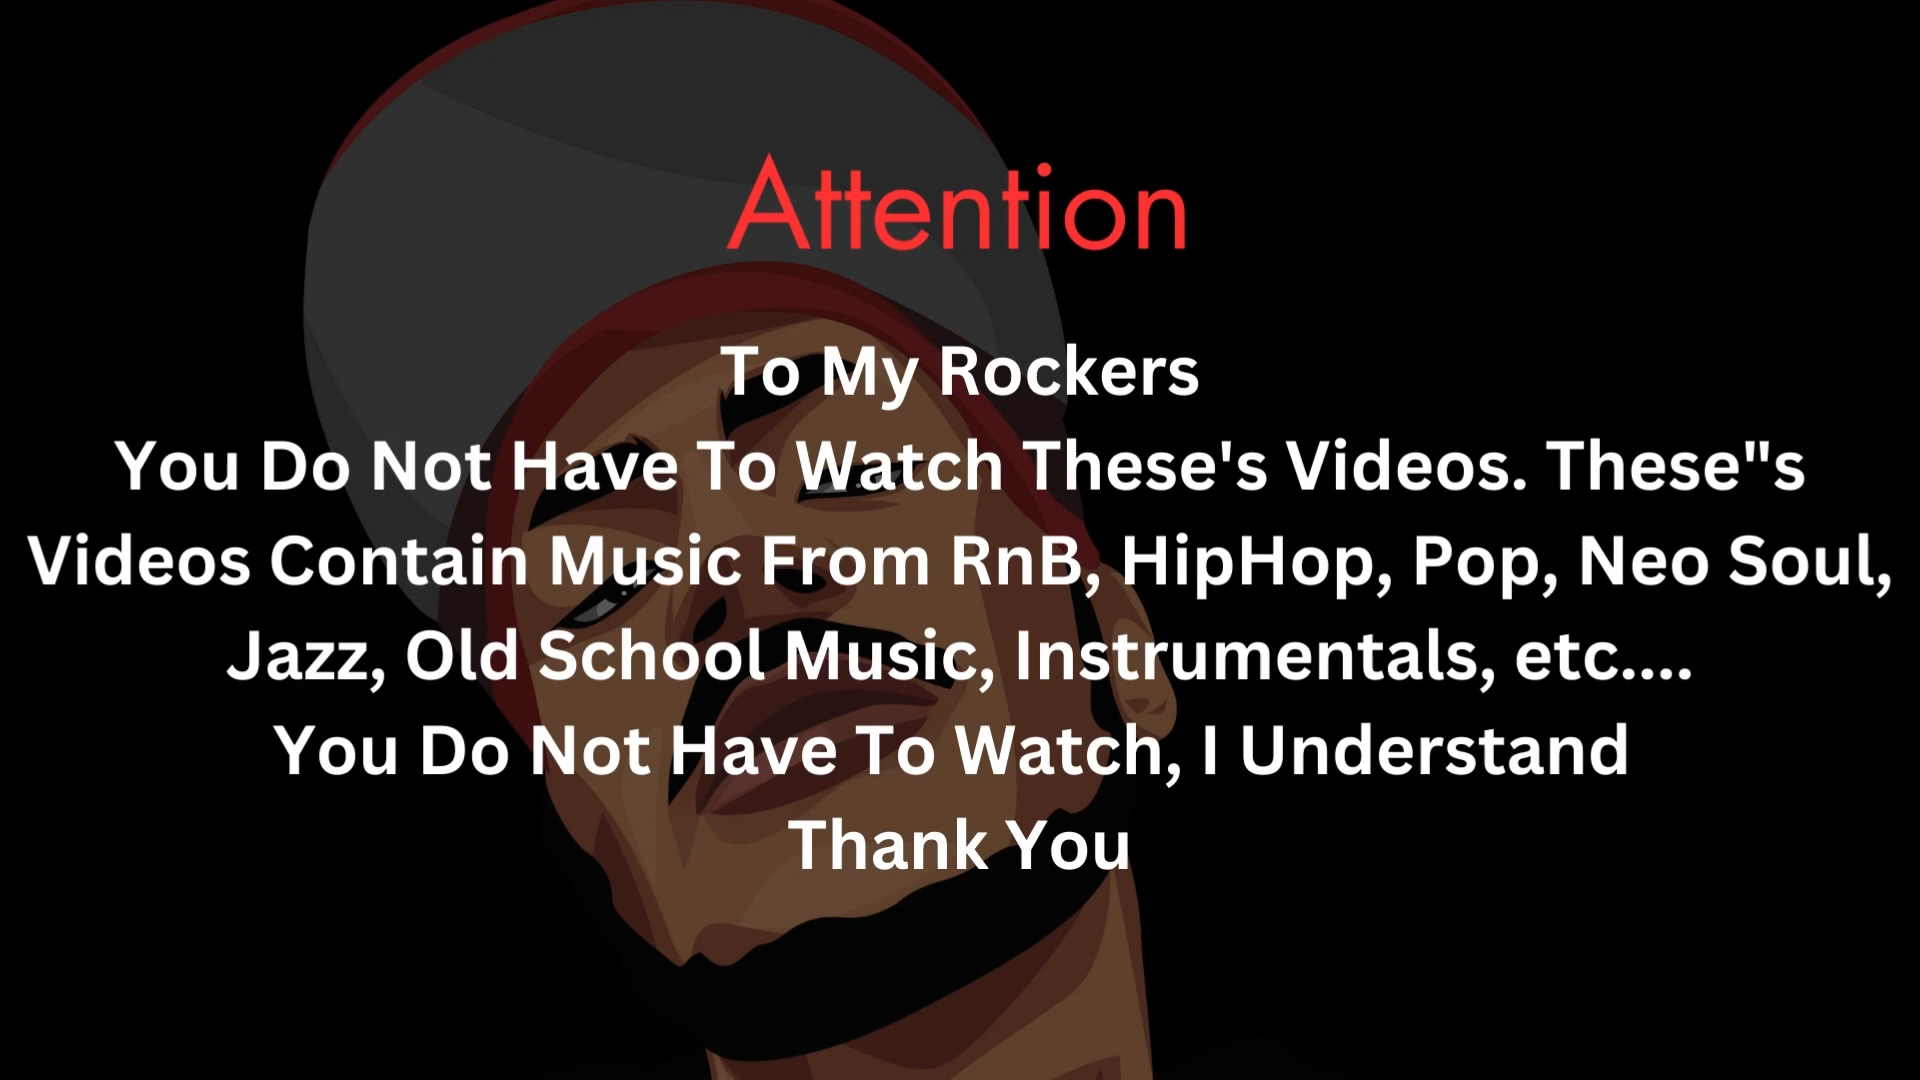 Attention
To My Rockers
You Do Not Have To Watch These's Videos. These"s
Videos Contain Music From RnB, HipHop, Pop, Neo Soul,
Jazz, Old School Music, Instrumentals, etc....
You Do Not Have To Watch, I Understand
Thank You